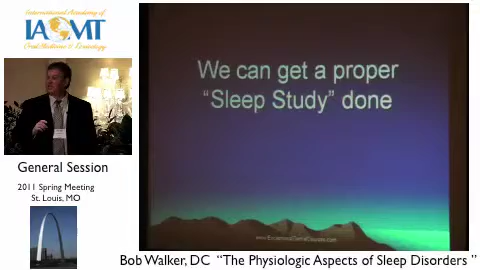 International Academy of
IAOMT
Oral Medicine & Toxicology
General Session
2011 Spring Meeting
St. Louis, MO
We can get a proper
“Sleep Study” done
Bob Walker, DC “The Physiologic Aspects of Sleep Disorders ”